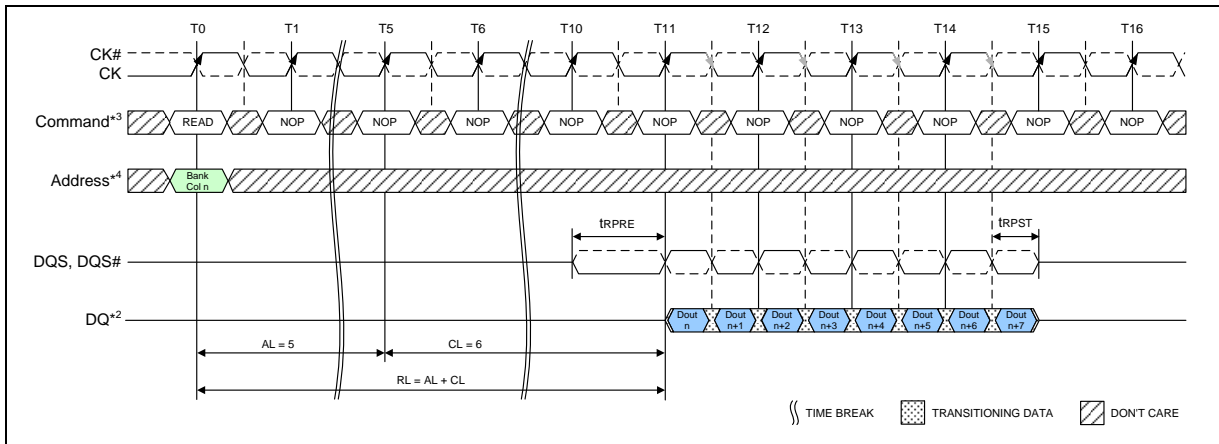 T0 T1 T5 T6 T10 T11 T12 T13 T14 T15 T16
CK#
CK
Command*3 READ NOP NOP NOP NOP NOP NOP NOP NOP NOP NOP
Address*4 Bank
Col n
tRPRE tRPST
DQS, DQS#
DQ*2 Dout
n Dout
n+1 Dout
n+2 Dout
n+3 Dout
n+4 Dout
n+5 Dout
n+6 Dout
n+7
AL = 5 CL = 6
RL = AL + CL
TIME BREAK TRANSITIONING DATA DON'T CARE